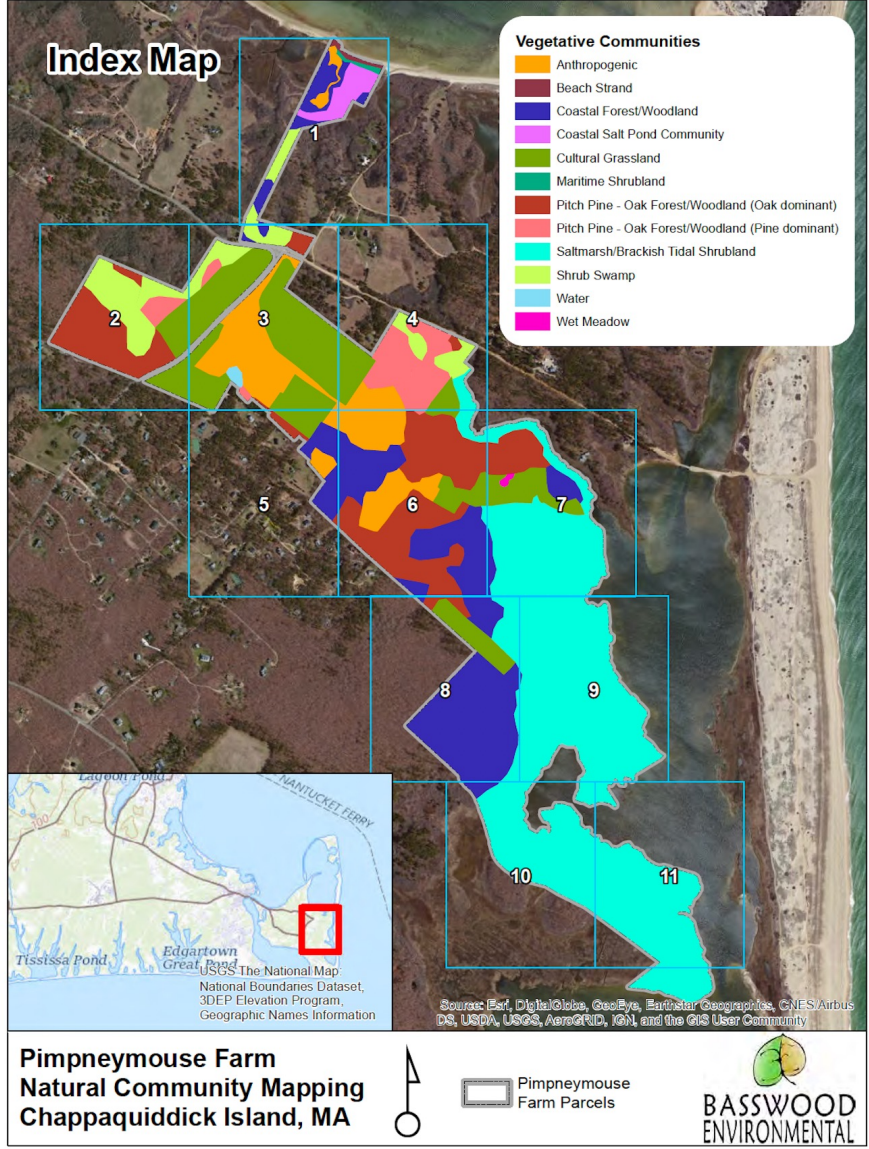 Index Map
Vegetative Communities
Anthropogenic
Beach Strand
Coastal Forest/Woodland
Coastal Salt Pond Community
Cultural Grassland
Maritime Shrubland
Pitch Pine - Oak Forest/Woodland (Oak dominant)
Pitch Pine - Oak Forest/Woodland (Pine dominant)
Saltmarsh/Brackish Tidal Shrubland
Shrub Swamp
Water
Wet Meadow
1
2
3
4
5
6
7
8
9
10
11
Lagoon Pond
NANTUCKET FERRY
100
Tississa Pond
Edgartown
Great Pond
USGS The National Map:
National Boundaries Dataset,
3DEP Elevation Program,
Geographic Names Information
Source: Esri, DigitalGlobe, GeoEye, Earthstar Geographics, CNES/Airbus
DS, USDA, USGS, AeroGRID, IGN, and the GIS User Community
Pimpneymouse Farm
Natural Community Mapping
Chappaquiddick Island, MA
Pimpneymouse
Farm Parcels
BASSWOOD
ENVIRONMENTAL